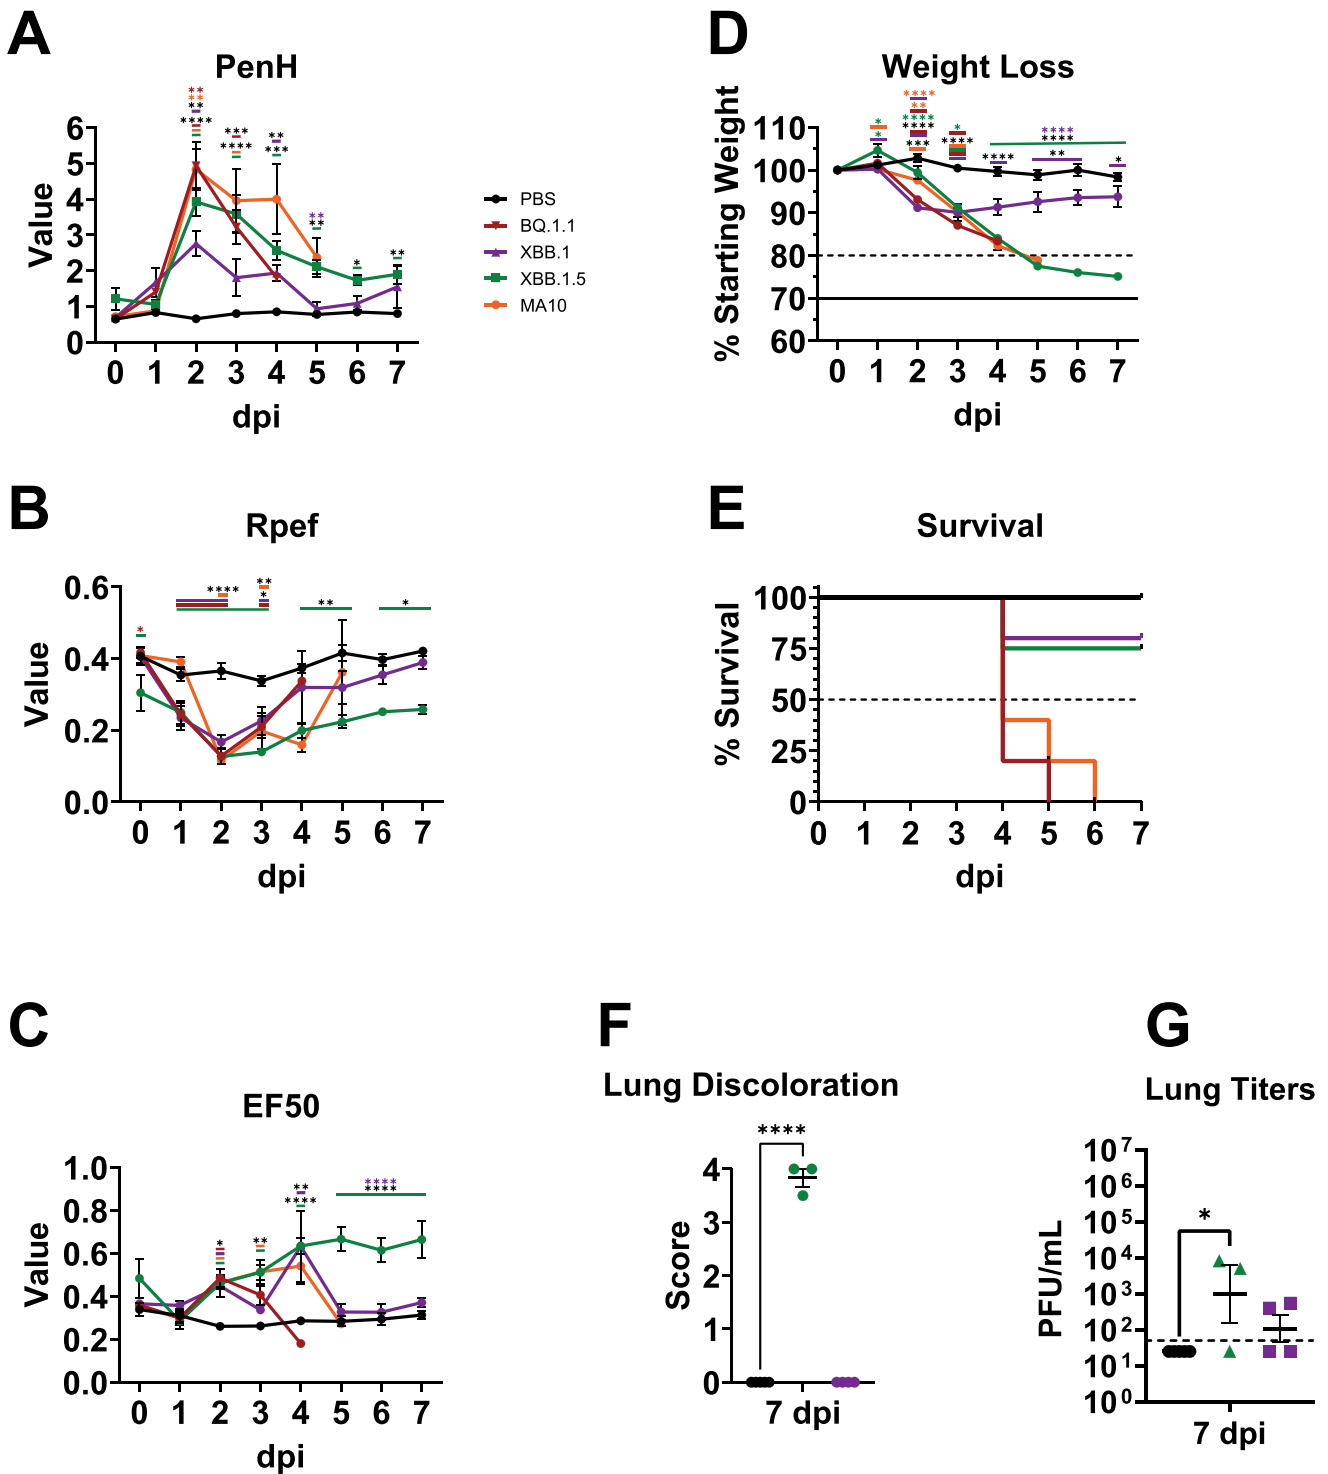 A
PenH
**
**
**
****
***
****
**
***
**
**
*
**
6
5
4
3
2
1
0
Value
0 1 2 3 4 5 6 7
dpi
PBS
BQ.1.1
XBB.1
XBB.1.5
MA10
B
Rpef
*
****
**
*
**
*
0.6
0.4
0.2
0.0
Value
0 1 2 3 4 5 6 7
dpi
C
EF50
*
**
**
****
****
****
1.0
0.8
0.6
0.4
0.2
0.0
Value
0 1 2 3 4 5 6 7
dpi
D
Weight Loss
*
*
****
**
****
****
***
*
****
****
****
****
**
*
110
100
90
80
70
60
% Starting Weight
0 1 2 3 4 5 6 7
dpi
E
Survival
100
75
50
25
0
% Survival
0 1 2 3 4 5 6 7
dpi
F
Lung Discoloration
****
4
3
2
1
0
Score
7 dpi
G
Lung Titers
*
10⁷
10⁶
10⁵
10⁴
10³
10²
10¹
10⁰
PFU/mL
7 dpi